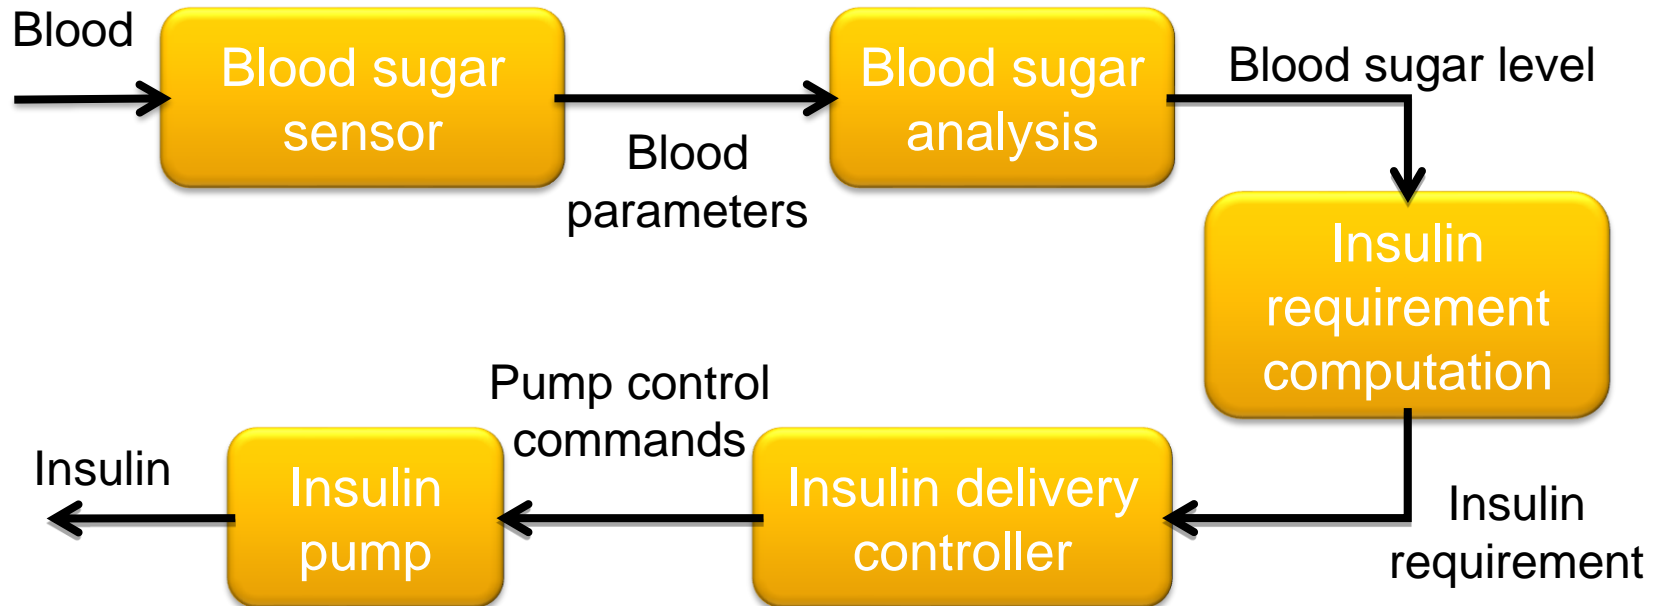 Blood
Blood sugar
sensor
Blood
parameters
Blood sugar
analysis
Blood sugar level
Insulin
requirement
computation
Insulin
requirement
Insulin delivery
controller
Pump control
commands
Insulin
pump
Insulin